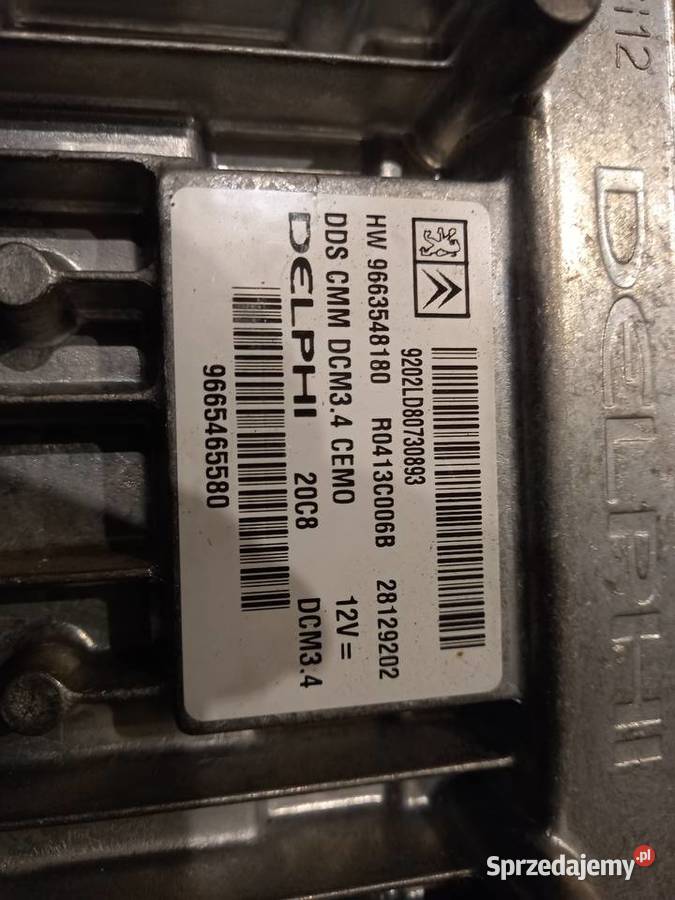 9202LD80730893
HW 9663548180 R0413C006B 28129202
DDS CMM DCM3.4 CEMO 12V =
DELPHI 20C8 DCM3.4
9665465580
DELPHI
Sprzedajemy.pl